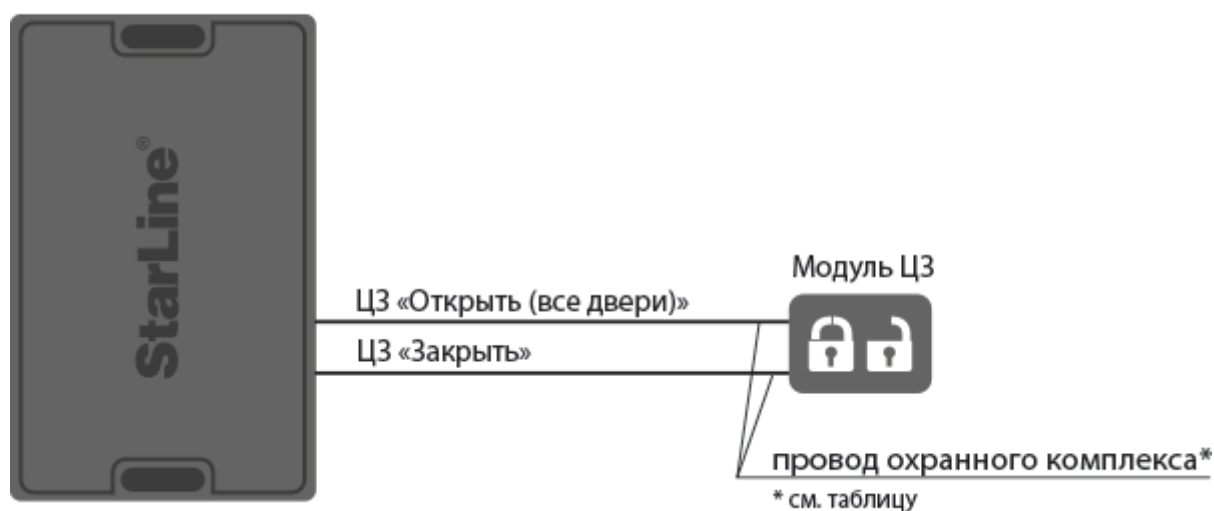 StarLine®
Модуль ЦЗ
ЦЗ «Открыть (все двери)»
ЦЗ «Закрыть»
провод охранного комплекса*
* см. таблицу